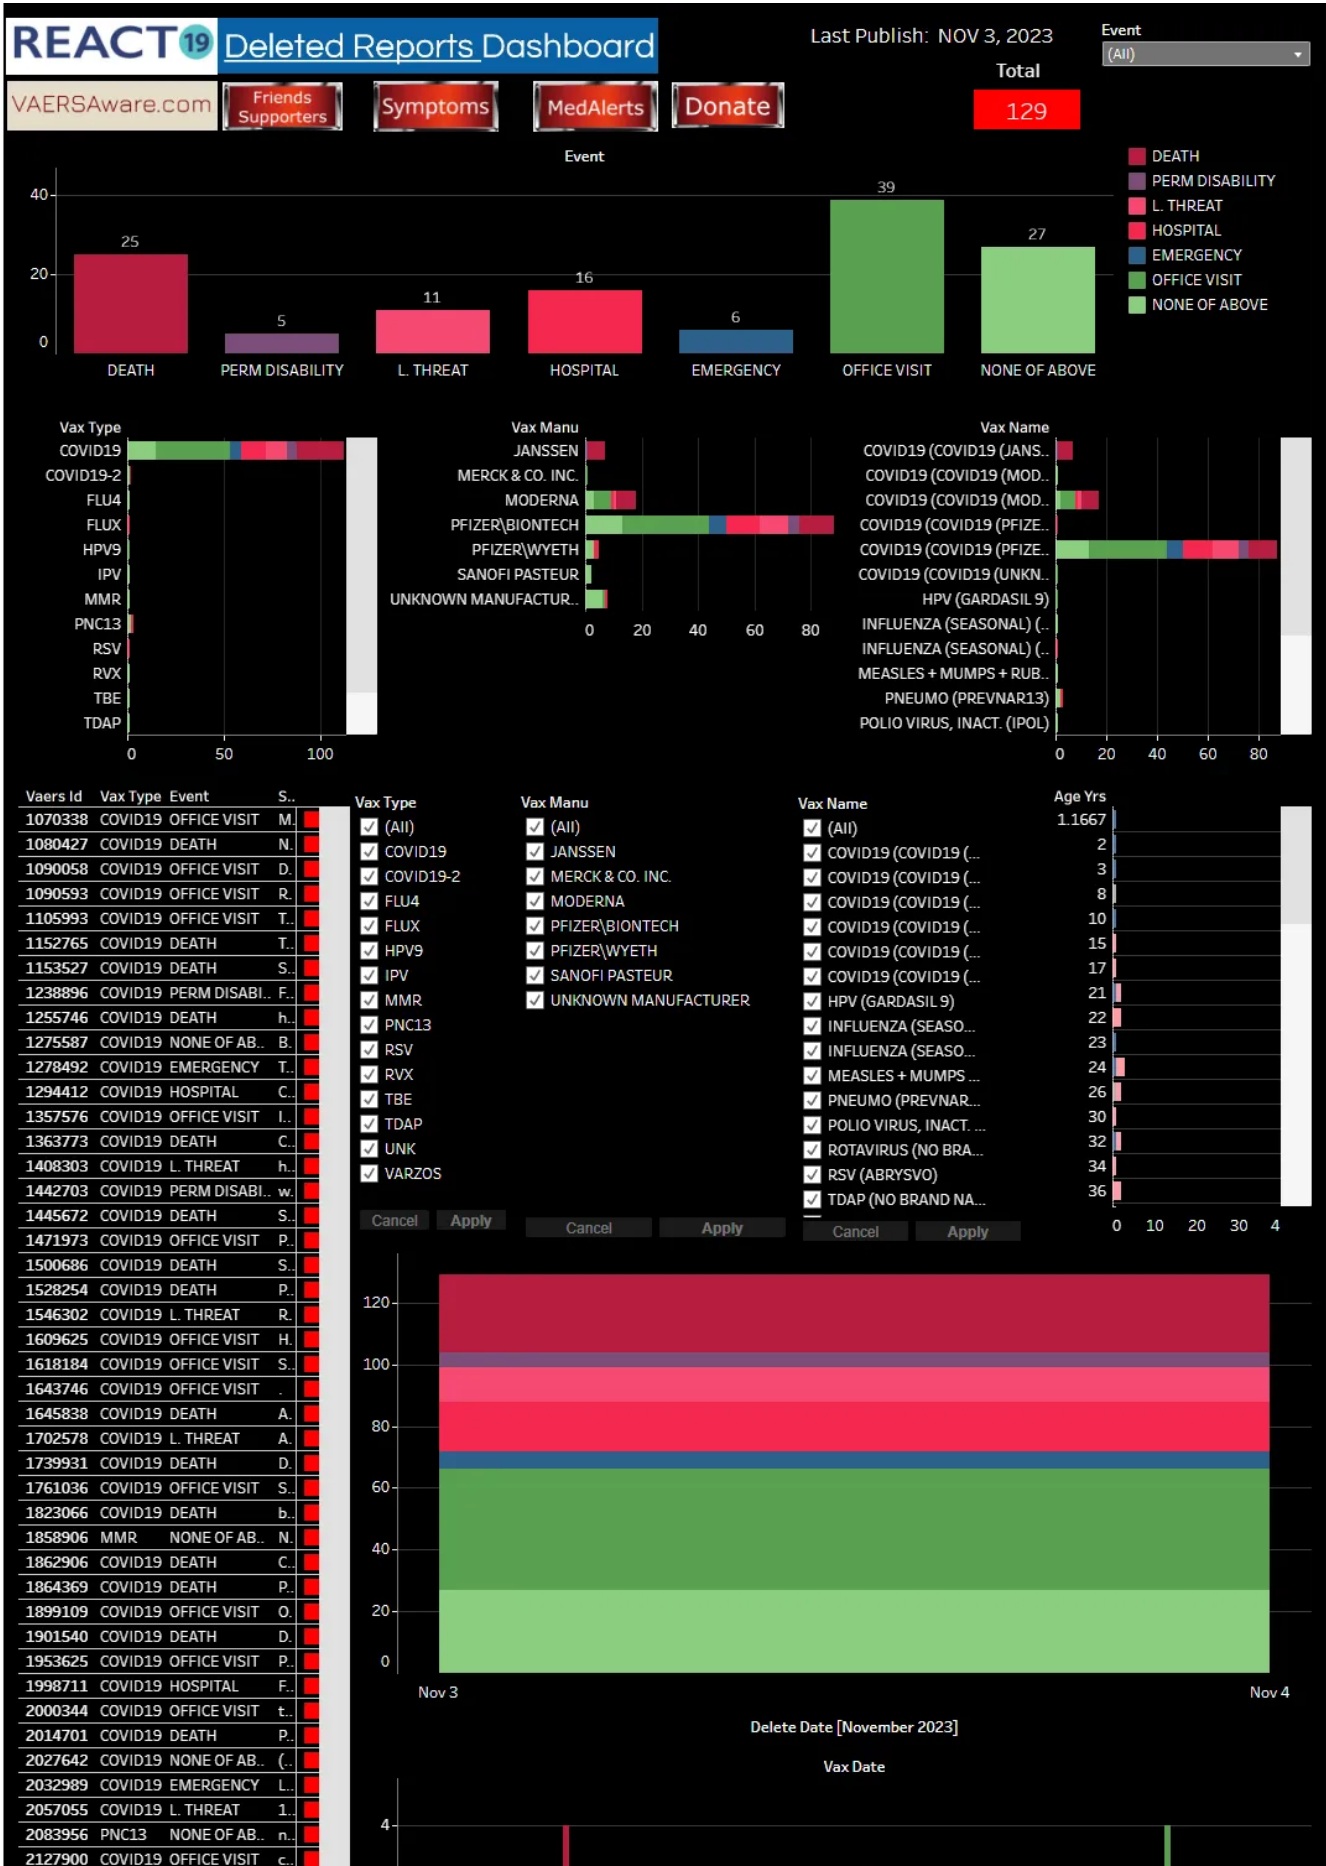 REACT 19 Deleted Reports Dashboard
Last Publish: NOV 3, 2023
Event
(All)
Total
129
VAERSAware.com
Friends
Supporters
Symptoms
MedAlerts
Donate
Event
40
20
0
25
5
11
16
6
39
27
DEATH
PERM DISABILITY
L. THREAT
HOSPITAL
EMERGENCY
OFFICE VISIT
NONE OF ABOVE
DEATH
PERM DISABILITY
L. THREAT
HOSPITAL
EMERGENCY
OFFICE VISIT
NONE OF ABOVE
Vax Type
COVID19
COVID19-2
FLU4
FLUX
HPV9
IPV
MMR
PNC13
RSV
RVX
TBE
TDAP
0 50 100
Vax Manu
JANSSEN
MERCK & CO. INC.
MODERNA
PFIZER\BIONTECH
PFIZER\WYETH
SANOFI PASTEUR
UNKNOWN MANUFACTUR..
0 20 40 60 80
Vax Name
COVID19 (COVID19 (JANS..
COVID19 (COVID19 (MOD..
COVID19 (COVID19 (MOD..
COVID19 (COVID19 (PFIZE..
COVID19 (COVID19 (PFIZE..
COVID19 (COVID19 (UNKN..
HPV (GARDASIL 9)
INFLUENZA (SEASONAL) (..
INFLUENZA (SEASONAL) (..
MEASLES + MUMPS + RUB..
PNEUMO (PREVNAR13)
POLIO VIRUS, INACT. (IPOL)
0 20 40 60 80
Vaers Id Vax Type Event S..
1070338 COVID19 OFFICE VISIT M.
1080427 COVID19 DEATH N.
1090058 COVID19 OFFICE VISIT D.
1090593 COVID19 OFFICE VISIT R.
1105993 COVID19 OFFICE VISIT T..
1152765 COVID19 DEATH T..
1153527 COVID19 DEATH S..
1238896 COVID19 PERM DISABI.. F..
1255746 COVID19 DEATH h..
1275587 COVID19 NONE OF AB.. B.
1278492 COVID19 EMERGENCY T..
1294412 COVID19 HOSPITAL C..
1357576 COVID19 OFFICE VISIT I..
1363773 COVID19 DEATH C..
1408303 COVID19 L. THREAT h..
1442703 COVID19 PERM DISABI.. w.
1445672 COVID19 DEATH S..
1471973 COVID19 OFFICE VISIT P..
1500686 COVID19 DEATH S..
1528254 COVID19 DEATH P..
1546302 COVID19 L. THREAT R.
1609625 COVID19 OFFICE VISIT H.
1618184 COVID19 OFFICE VISIT S..
1643746 COVID19 OFFICE VISIT .
1645838 COVID19 DEATH A.
1702578 COVID19 L. THREAT A.
1739931 COVID19 DEATH D.
1761036 COVID19 OFFICE VISIT S..
1823066 COVID19 DEATH b..
1858906 MMR NONE OF AB.. N.
1862906 COVID19 DEATH C..
1864369 COVID19 DEATH P..
1899109 COVID19 OFFICE VISIT O.
1901540 COVID19 DEATH D.
1953625 COVID19 OFFICE VISIT P..
1998711 COVID19 HOSPITAL F..
2000344 COVID19 OFFICE VISIT t..
2014701 COVID19 DEATH P..
2027642 COVID19 NONE OF AB.. (..
2032989 COVID19 EMERGENCY L..
2057055 COVID19 L. THREAT 1..
2083956 PNC13 NONE OF AB.. n..
2127900 COVID19 OFFICE VISIT c..
Vax Type
(All)
COVID19
COVID19-2
FLU4
FLUX
HPV9
IPV
MMR
PNC13
RSV
RVX
TBE
TDAP
UNK
VARZOS
Cancel Apply
Vax Manu
(All)
JANSSEN
MERCK & CO. INC.
MODERNA
PFIZER\BIONTECH
PFIZER\WYETH
SANOFI PASTEUR
UNKNOWN MANUFACTURER
Cancel Apply
Vax Name
(All)
COVID19 (COVID19 (...
COVID19 (COVID19 (...
COVID19 (COVID19 (...
COVID19 (COVID19 (...
COVID19 (COVID19 (...
COVID19 (COVID19 (...
HPV (GARDASIL 9)
INFLUENZA (SEASO...
INFLUENZA (SEASO...
MEASLES + MUMPS ...
PNEUMO (PREVNAR...
POLIO VIRUS, INACT. ...
ROTAVIRUS (NO BRA...
RSV (ABRYSVO)
TDAP (NO BRAND NA...
Cancel Apply
Age Yrs
1.1667
2
3
8
10
15
17
21
22
23
24
26
30
32
34
36
0 10 20 30 4
120
100
80
60
40
20
0
Nov 3 Nov 4
Delete Date [November 2023]
Vax Date
4